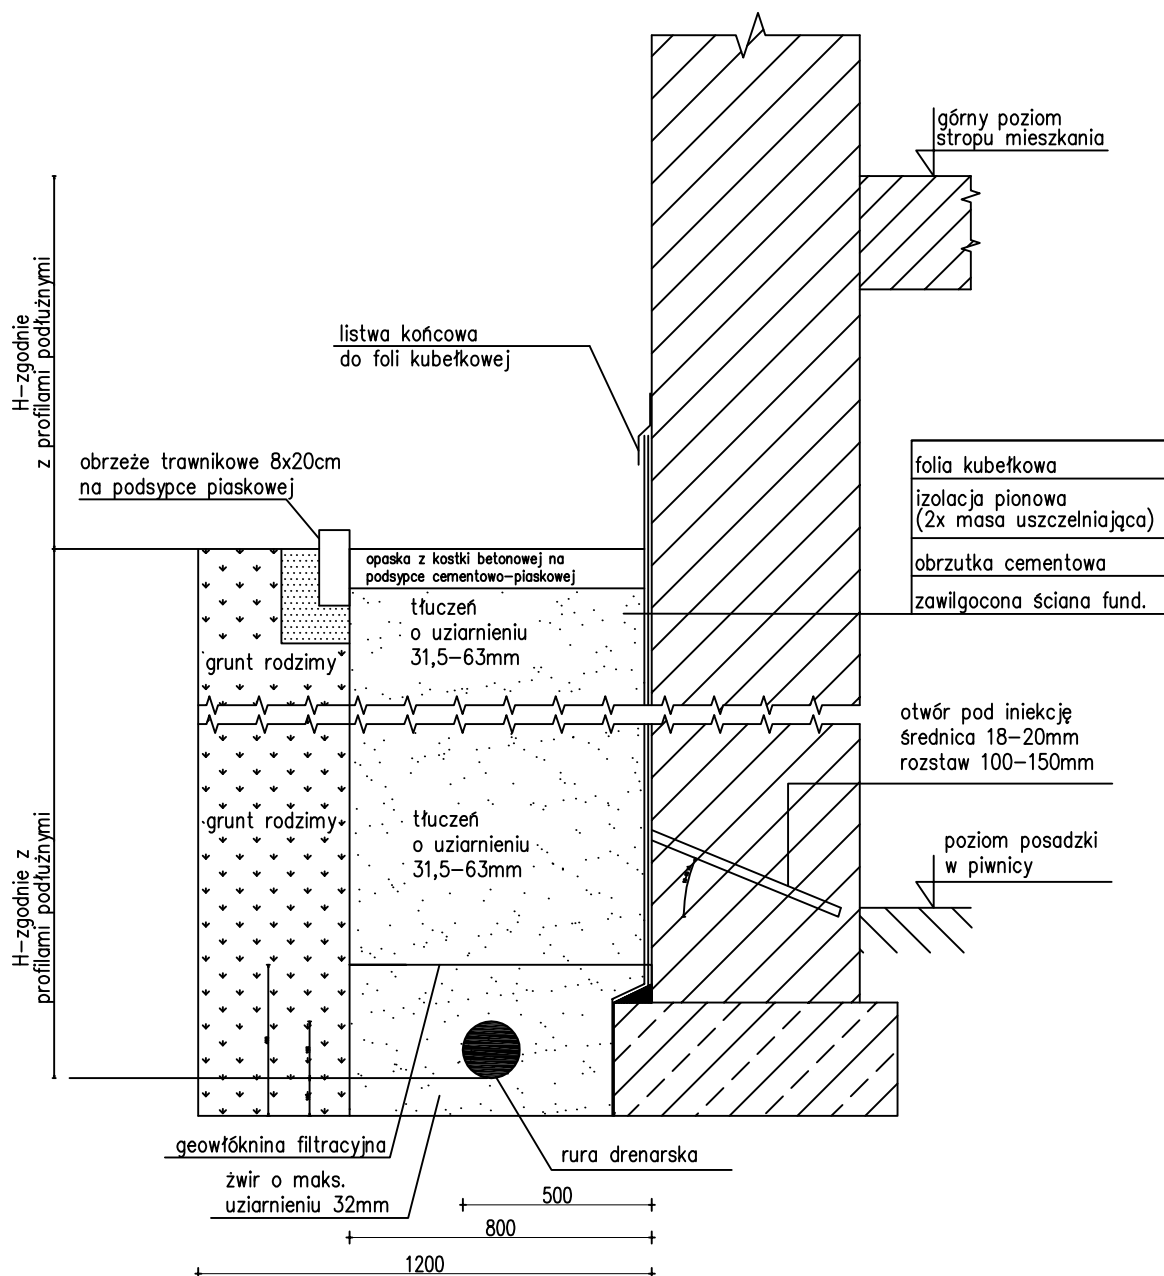 górny poziom
stropu mieszkania
H-zgodnie
z profilami podłużnymi
listwa końcowa
do foli kubełkowej
obrzeże trawnikowe 8x20cm
na podsypce piaskowej
folia kubełkowa
izolacja pionowa
(2x masa uszczelniająca)
obrzutka cementowa
zawilgocona ściana fund.
opaska z kostki betonowej na
podsypce cementowo-piaskowej
tłuczeń
o uziarnieniu
31,5-63mm
grunt rodzimy
otwór pod iniekcję
średnica 18-20mm
rozstaw 100-150mm
grunt rodzimy
tłuczeń
o uziarnieniu
31,5-63mm
poziom posadzki
w piwnicy
H-zgodnie z
profilami podłużnymi
geowłóknina filtracyjna
rura drenarska
żwir o maks.
uziarnieniu 32mm
500
800
1200